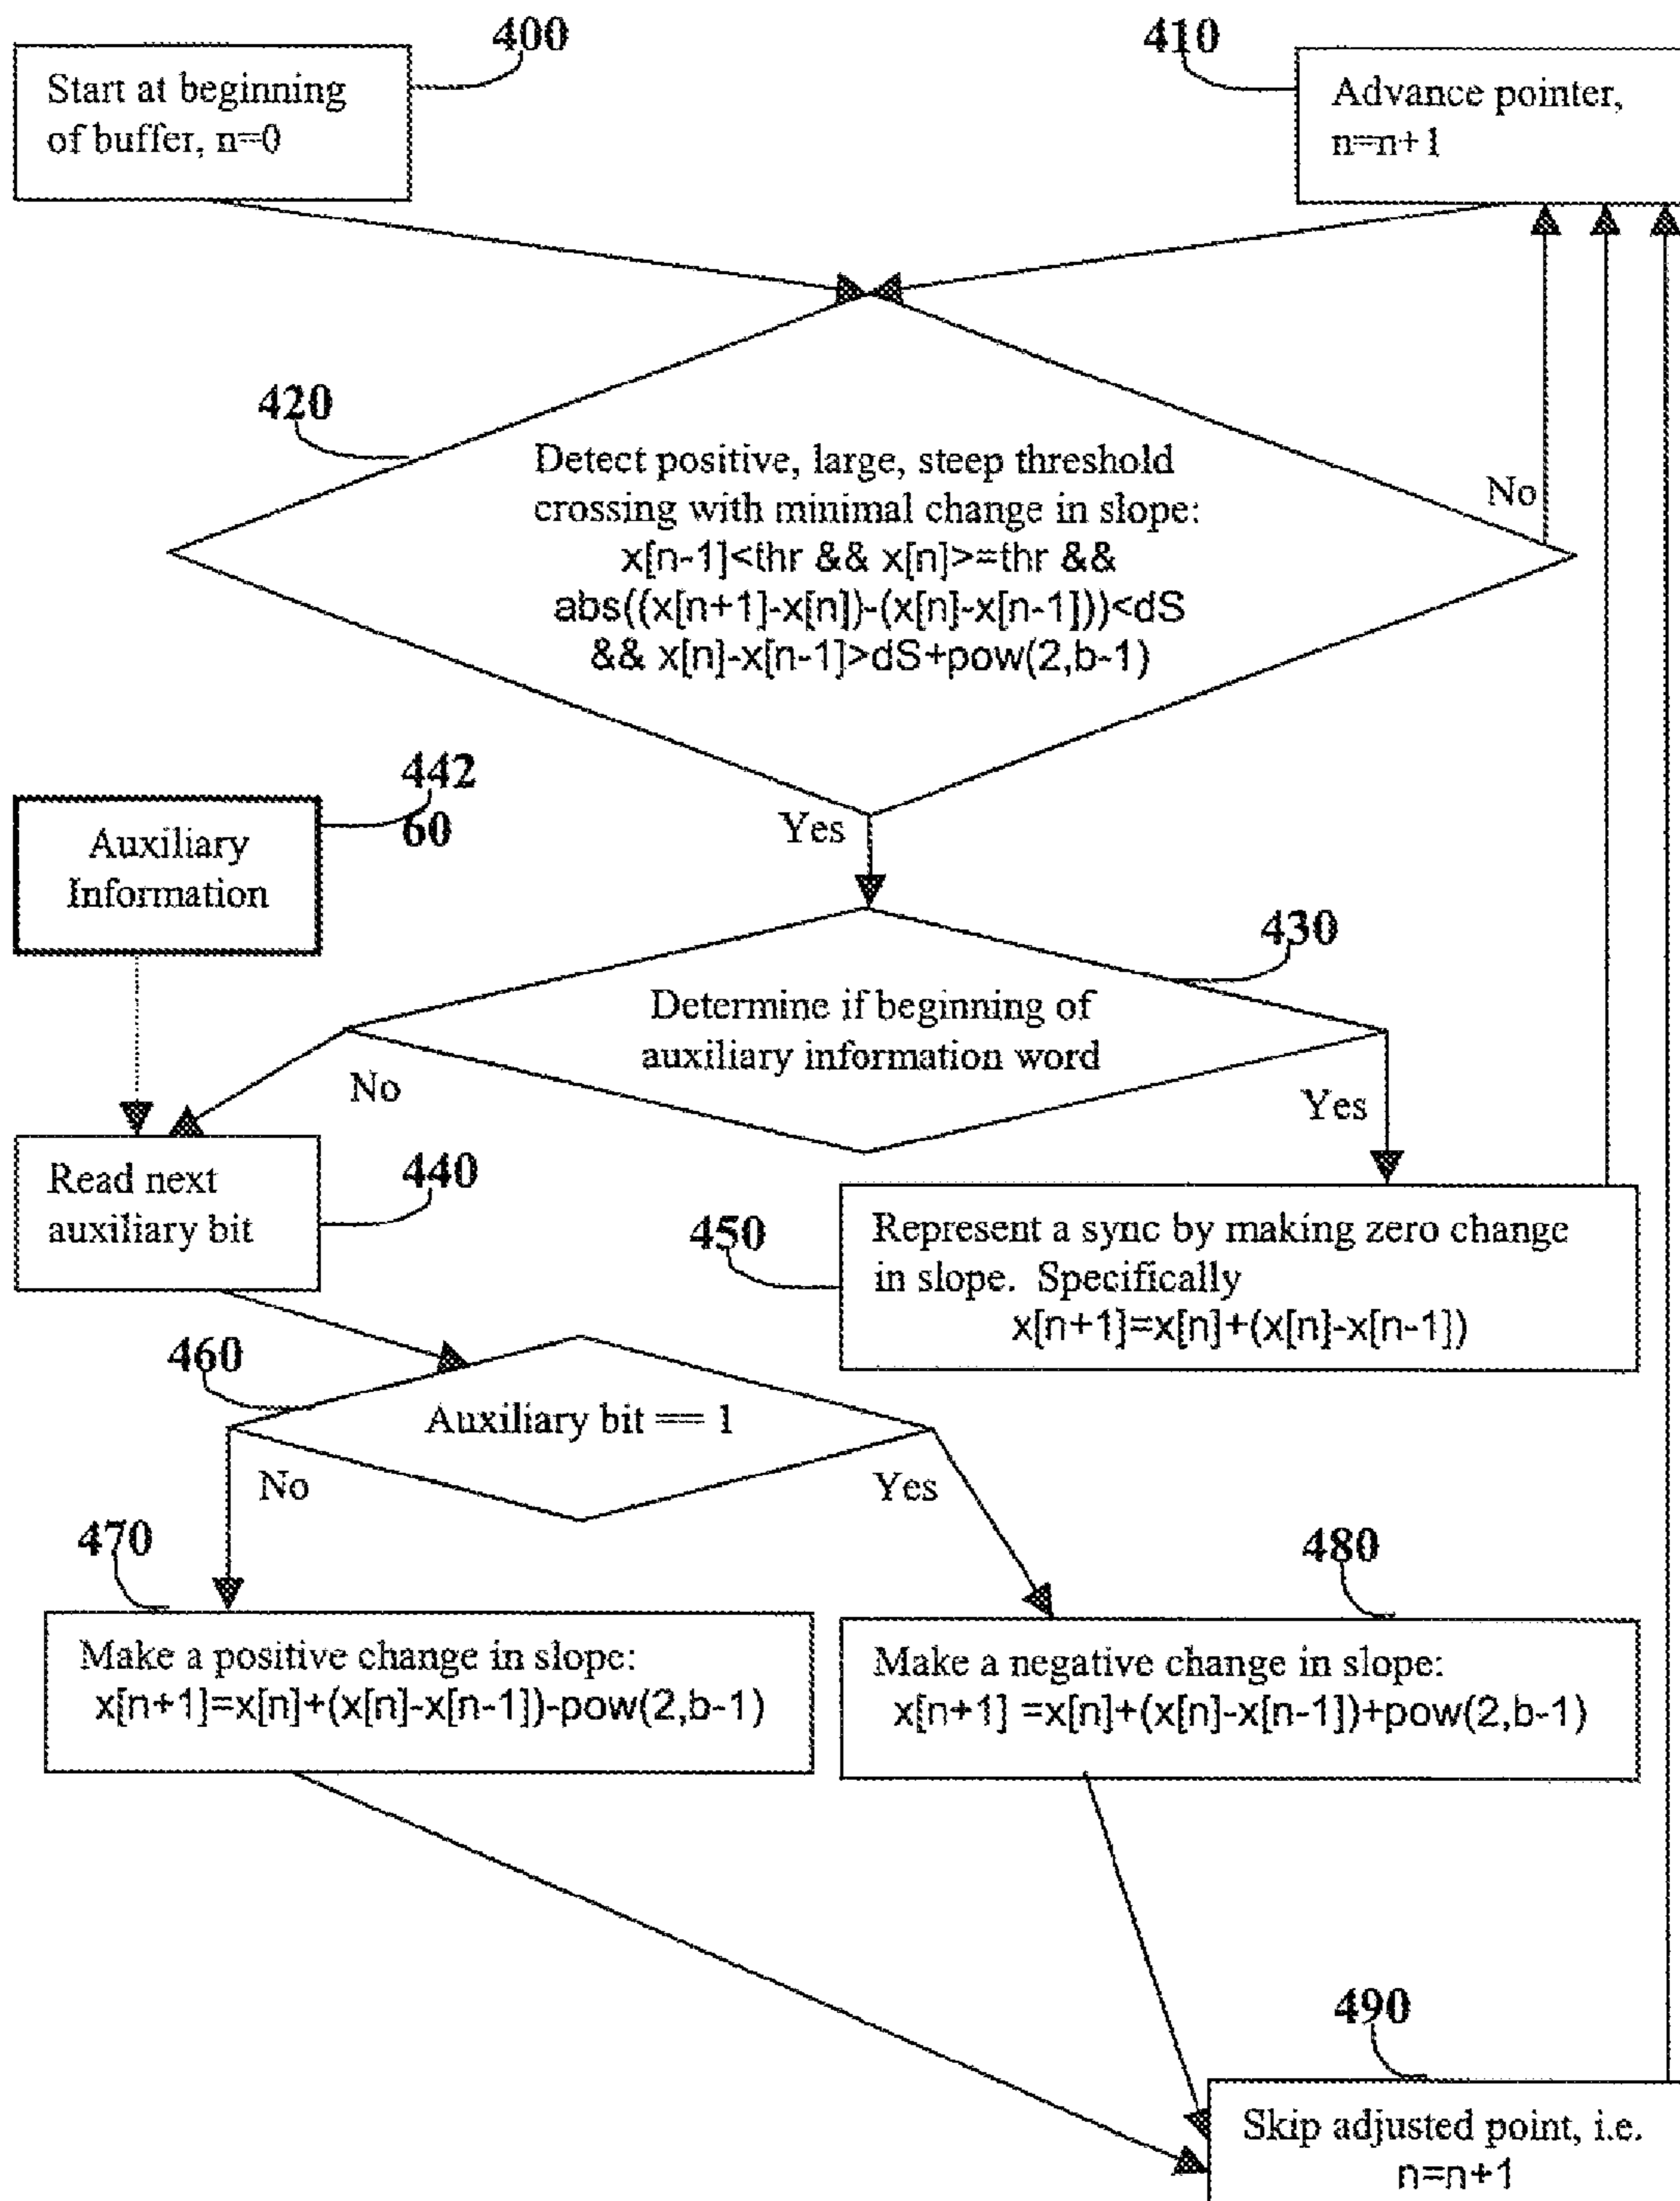 400
Start at beginning
of buffer, n=0
410
Advance pointer,
n=n+1
420
Detect positive, large, steep threshold
crossing with minimal change in slope:
x[n-1]<thr && x[n]>=thr &&
abs((x[n+1]-x[n])-(x[n]-x[n-1]))<dS
&& x[n]-x[n-1]>dS+pow(2,b-1)
No
Yes
442
60
Auxiliary
Information
430
Determine if beginning of
auxiliary information word
No
Yes
Read next
auxiliary bit
440
450
Represent a sync by making zero change
in slope. Specifically
x[n+1]=x[n]+(x[n]-x[n-1])
460
Auxiliary bit == 1
No
Yes
470
Make a positive change in slope:
x[n+1]=x[n]+(x[n]-x[n-1])-pow(2,b-1)
480
Make a negative change in slope:
x[n+1] =x[n]+(x[n]-x[n-1])+pow(2,b-1)
490
Skip adjusted point, i.e.
n=n+1